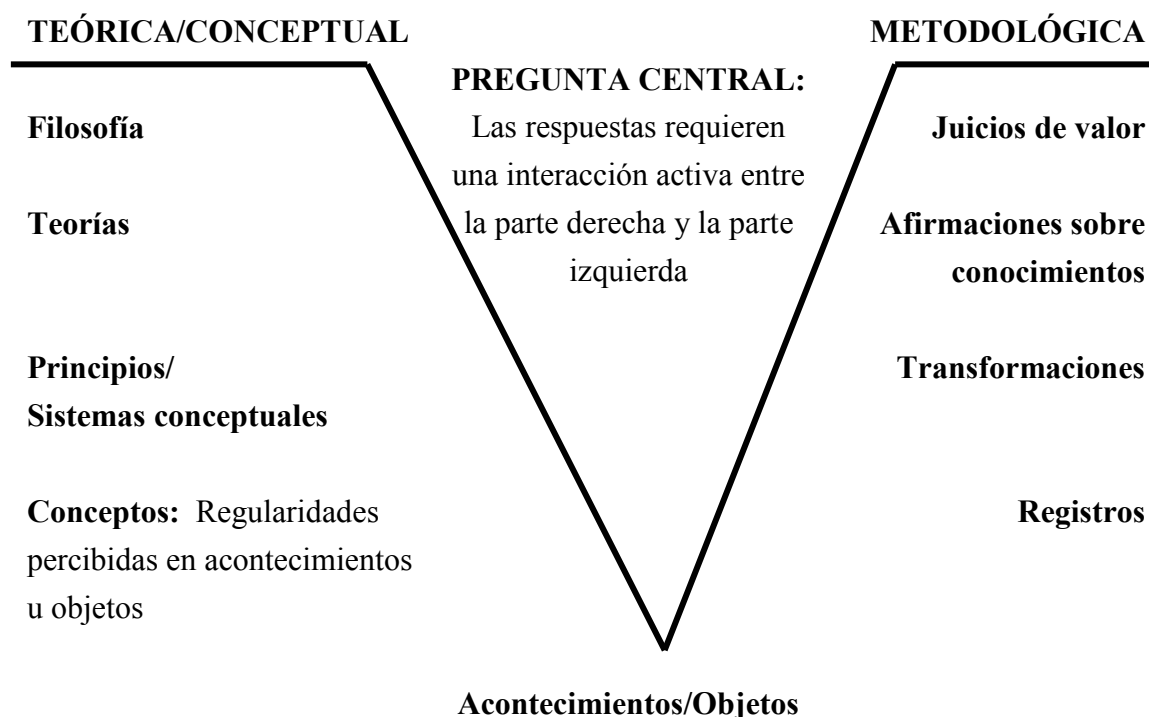 TEÓRICA/CONCEPTUAL
Filosofía
Teorías
Principios/
Sistemas conceptuales
Conceptos: Regularidades
percibidas en acontecimientos
u objetos
PREGUNTA CENTRAL:
Las respuestas requieren
una interacción activa entre
la parte derecha y la parte
izquierda
METODOLÓGICA
Juicios de valor
Afirmaciones sobre
conocimientos
Transformaciones
Registros
Acontecimientos/Objetos